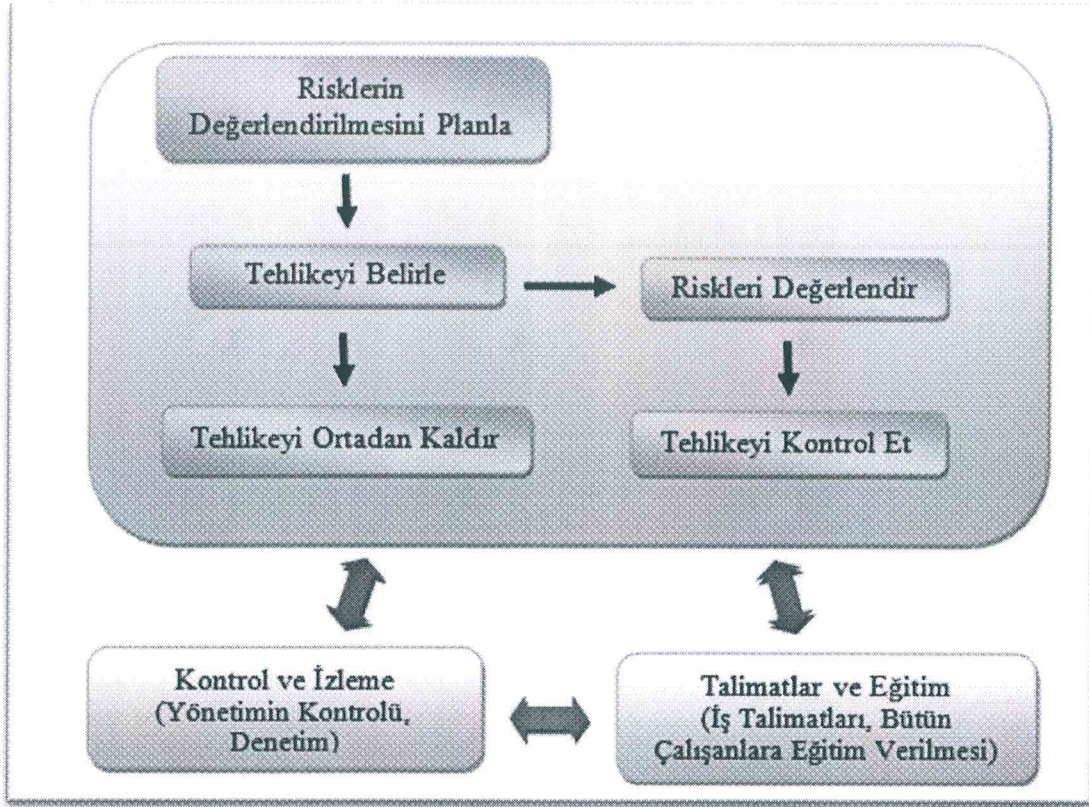 Risklerin
Değerlendirilmesini Planla
Tehlikeyi Belirle
Riskleri Değerlendir
Tehlikeyi Ortadan Kaldır
Tehlikeyi Kontrol Et
Kontrol ve İzleme
(Yönetimin Kontrolü,
Denetim)
Talimatlar ve Eğitim
(İş Talimatları, Bütün
Çalışanlara Eğitim Verilmesi)